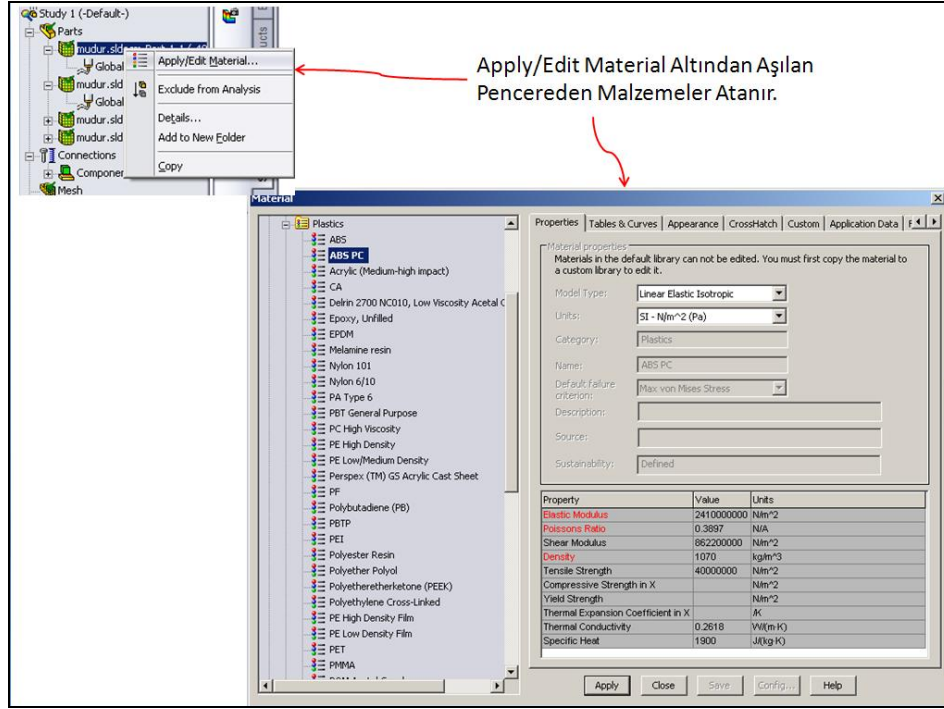 Study 1 (-Default-)
Parts
Global
mudur.sld
Global
mudur.sld
mudur.sld
Connections
Componer
Mesh
Apply/Edit Material...
Exclude from Analysis
Details...
Add to New Folder
Copy
Apply/Edit Material Altından Aşılan
Pencereden Malzemeler Atanır.
Material
Plastics
ABS
ABS PC
Acrylic (Medium-high impact)
CA
Delrin 2700 NC010, Low Viscosity Acetal C
Epoxy, Unfilled
EPDM
Melamine resin
Nylon 101
Nylon 6/10
PA Type 6
PBT General Purpose
PC High Viscosity
PE High Density
PE Low/Medium Density
Perspex (TM) GS Acrylic Cast Sheet
PF
Polybutadiene (PB)
PBTP
PEI
Polyester Resin
Polyether Polyol
Polyetheretherketone (PEEK)
Polyethylene Cross-Linked
PE High Density Film
PE Low Density Film
PET
PMMA
Properties Tables & Curves Appearance CrossHatch Custom Application Data F
Material properties
Materials in the default library can not be edited. You must first copy the material to
a custom library to edit it.
Model Type: Linear Elastic Isotropic
Units: SI - N/m^2 (Pa)
Category: Plastics
Name: ABS PC
Default failure
criterion: Max von Mises Stress
Description:
Source:
Sustainability: Defined
Property Value Units
Elastic Modulus 2410000000 N/m^2
Poissons Ratio 0.3897 N/A
Shear Modulus 862200000 N/m^2
Density 1070 kg/m^3
Tensile Strength 40000000 N/m^2
Compressive Strength in X N/m^2
Yield Strength N/m^2
Thermal Expansion Coefficient in X /K
Thermal Conductivity 0.2618 W/(m·K)
Specific Heat 1900 J/(kg·K)
Apply Close Save Config... Help